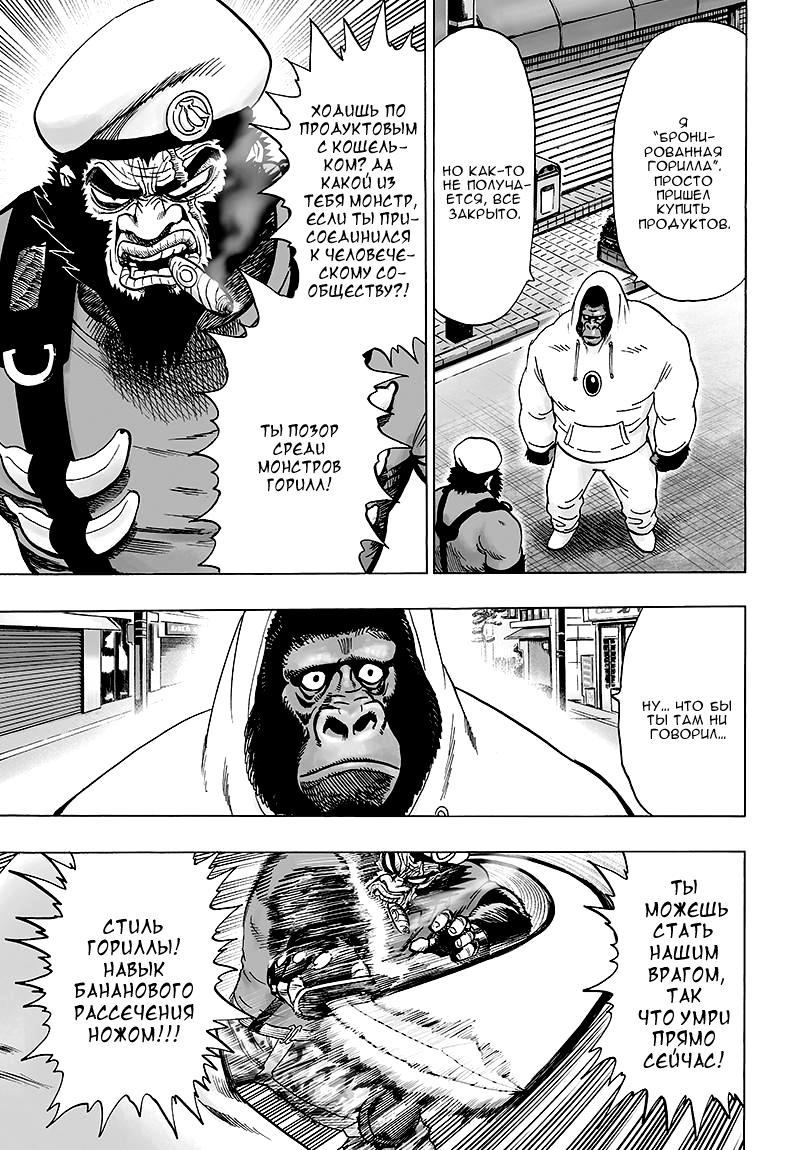 Я
"БРОНИ-
РОВАННАЯ
ГОРИЛЛА".
ПРОСТО
ПРИШЕЛ
КУПИТЬ
ПРОДУКТОВ.
НО КАК-ТО
НЕ ПОЛУЧА-
ЕТСЯ, ВСЕ
ЗАКРЫТО.
ХОДИШЬ ПО
ПРОДУКТОВЫМ
С КОШЕЛЬ-
КОМ? ДА
КАКОЙ ИЗ
ТЕБЯ МОНСТР,
ЕСЛИ ТЫ ПРИ-
СОЕДИНИЛСЯ
К ЧЕЛОВЕЧЕ-
СКОМУ СО-
ОБЩЕСТВУ?!
ТЫ ПОЗОР
СРЕДИ
МОНСТРОВ
ГОРИЛЛ!
НУ... ЧТО БЫ
ТЫ ТАМ НИ
ГОВОРИЛ...
ТЫ
МОЖЕШЬ
СТАТЬ
НАШИМ
ВРАГОМ,
ТАК
ЧТО УМРИ
ПРЯМО
СЕЙЧАС!
СТИЛЬ
ГОРИЛЛЫ!
НАВЫК
БАНАНОВОГО
РАССЕЧЕНИЯ
НОЖОМ!!!